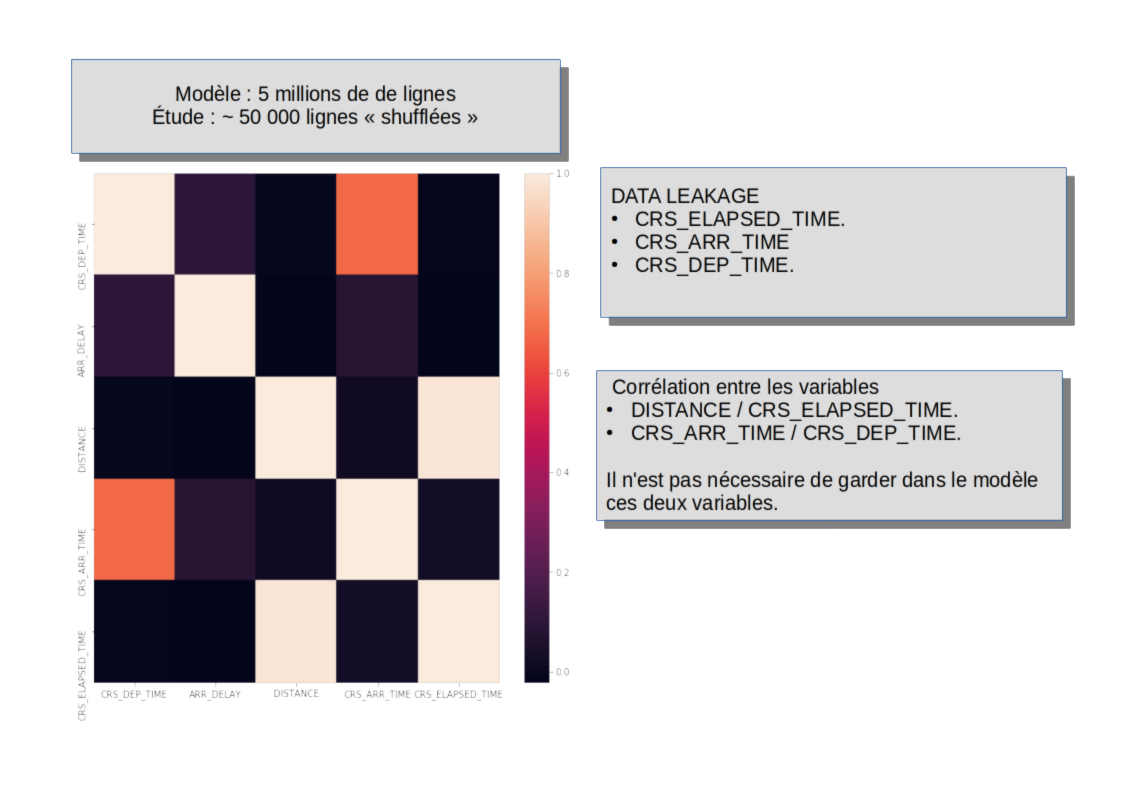 Modèle : 5 millions de de lignes
Étude : ~ 50 000 lignes « shufflées »
DATA LEAKAGE
• CRS_ELAPSED_TIME.
• CRS_ARR_TIME
• CRS_DEP_TIME.
Corrélation entre les variables
• DISTANCE / CRS_ELAPSED_TIME.
• CRS_ARR_TIME / CRS_DEP_TIME.
Il n'est pas nécessaire de garder dans le modèle
ces deux variables.
CRS_DEP_TIME
ARR_DELAY
DISTANCE
CRS_ARR_TIME
CRS_ELAPSED_TIME
CRS_DEP_TIME ARR_DELAY DISTANCE CRS_ARR_TIME CRS_ELAPSED_TIME
1.0
0.8
0.6
0.4
0.2
0.0